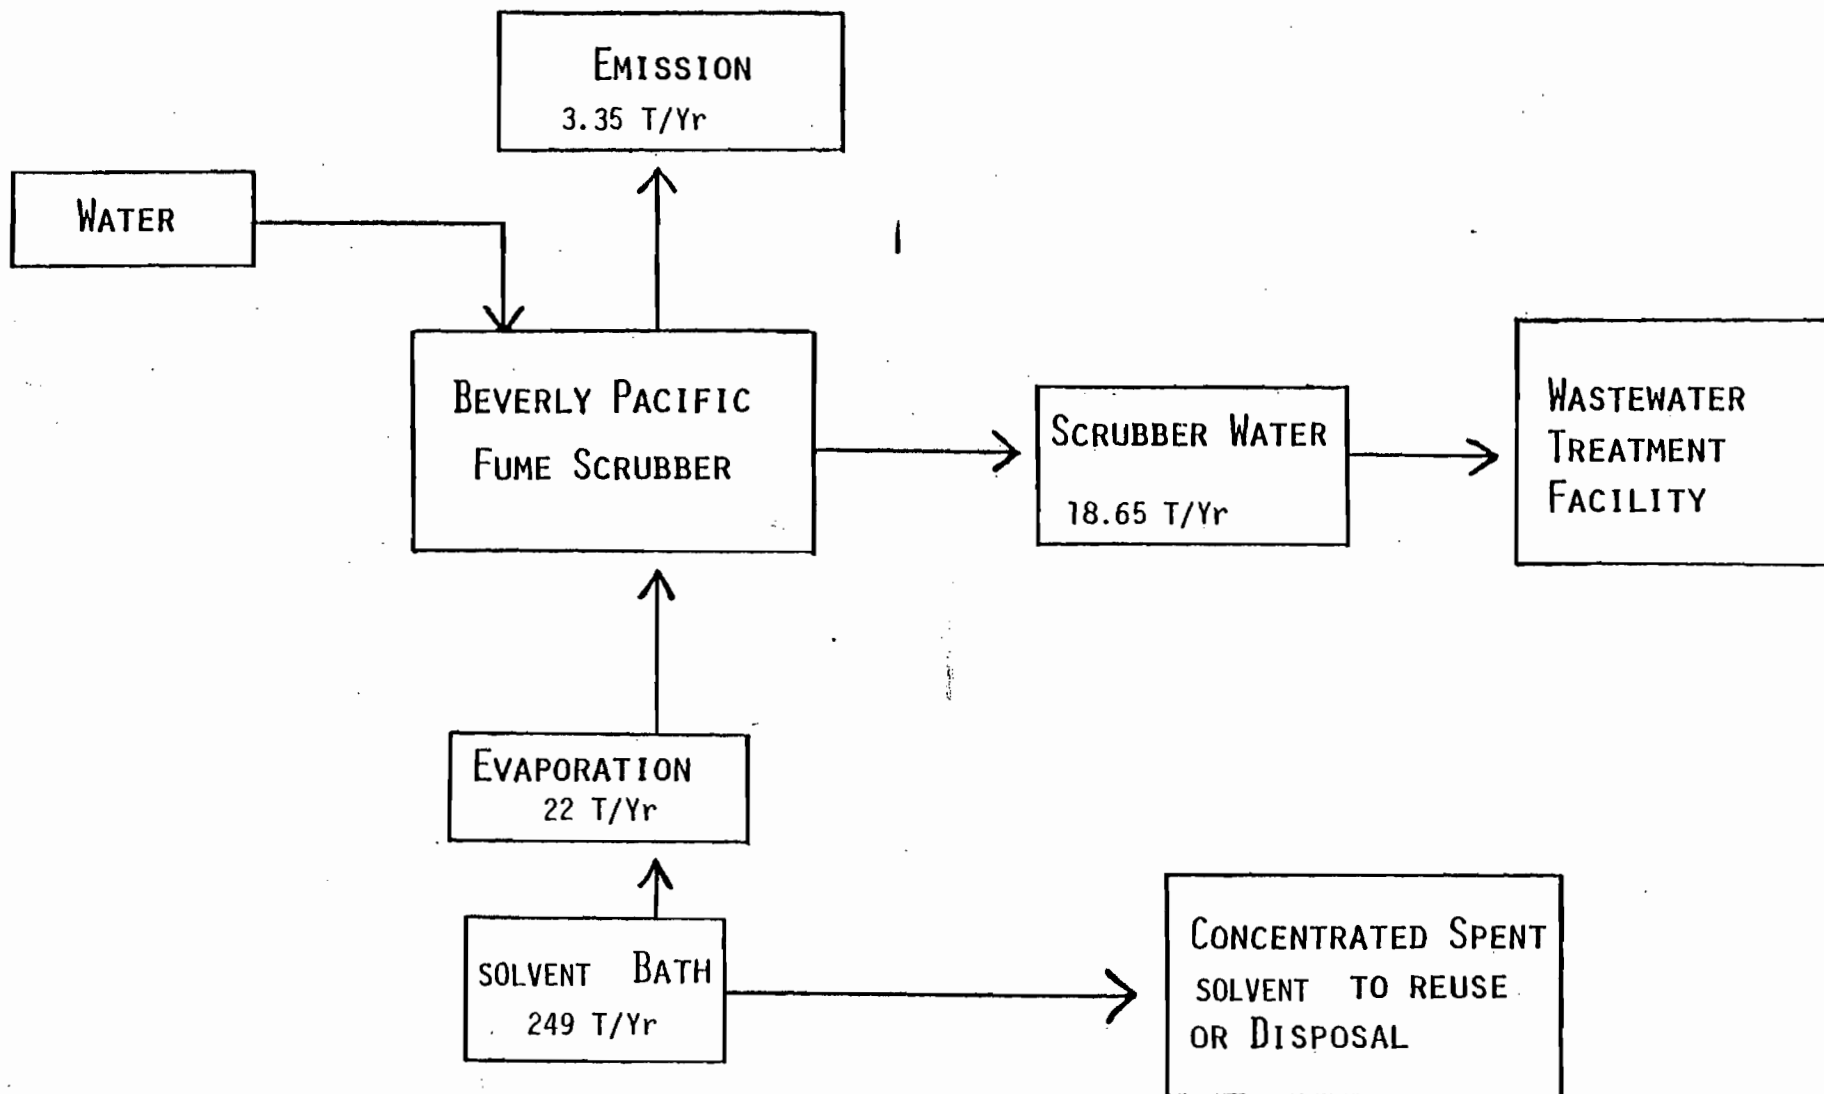 EMISSION
3.35 T/Yr
WATER
BEVERLY PACIFIC
FUME SCRUBBER
SCRUBBER WATER
18.65 T/Yr
WASTEWATER
TREATMENT
FACILITY
EVAPORATION
22 T/Yr
SOLVENT BATH
249 T/Yr
CONCENTRATED SPENT
SOLVENT TO REUSE
OR DISPOSAL